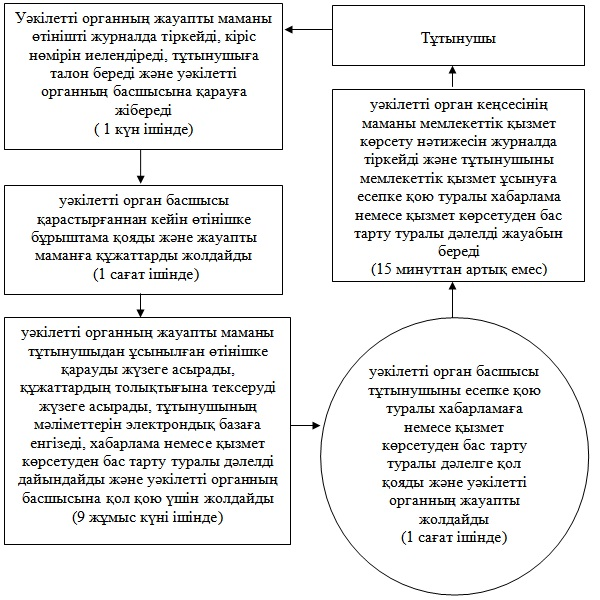 Уәкілетті органның жауапты маманы
өтінішті журналда тіркейді, кіріс
нөмірін иелендіреді, тұтынушыға
талон береді және уәкілетті
органның басшысына қарауға
жібереді
( 1 күн ішінде)
Тұтынушы
уәкілетті орган кеңсесінің
маманы мемлекеттік қызмет
көрсету нәтижесін журналда
тіркейді және тұтынушыны
мемлекеттік қызмет ұсынуға
есепке қою туралы хабарлама
немесе қызмет көрсетуден бас
тарту туралы дәлелді жауабын
береді
(15 минуттан артық емес)
уәкілетті орган басшысы
қарастырғаннан кейін өтінішке
бұрыштама қояды және жауапты
маманға құжаттарды жолдайды
(1 сағат ішінде)
уәкілетті органның жауапты маманы
тұтынушыдан ұсынылған өтінішке
қарауды жүзеге асырады,
құжаттардың толықтығына тексеруді
жүзеге асырады, тұтынушының
мәліметтерін электрондық базаға
енгізеді, хабарлама немесе қызмет
көрсетуден бас тарту туралы дәлелді
дайындайды және уәкілетті органның
басшысына қол қою үшін жолдайды
(9 жұмыс күні ішінде)
уәкілетті орган басшысы
тұтынушыны есепке қою
туралы хабарламаға
немесе қызмет
көрсетуден бас тарту
туралы дәлелге қол
қояды және уәкілетті
органның жауапты
жолдайды
(1 сағат ішінде)